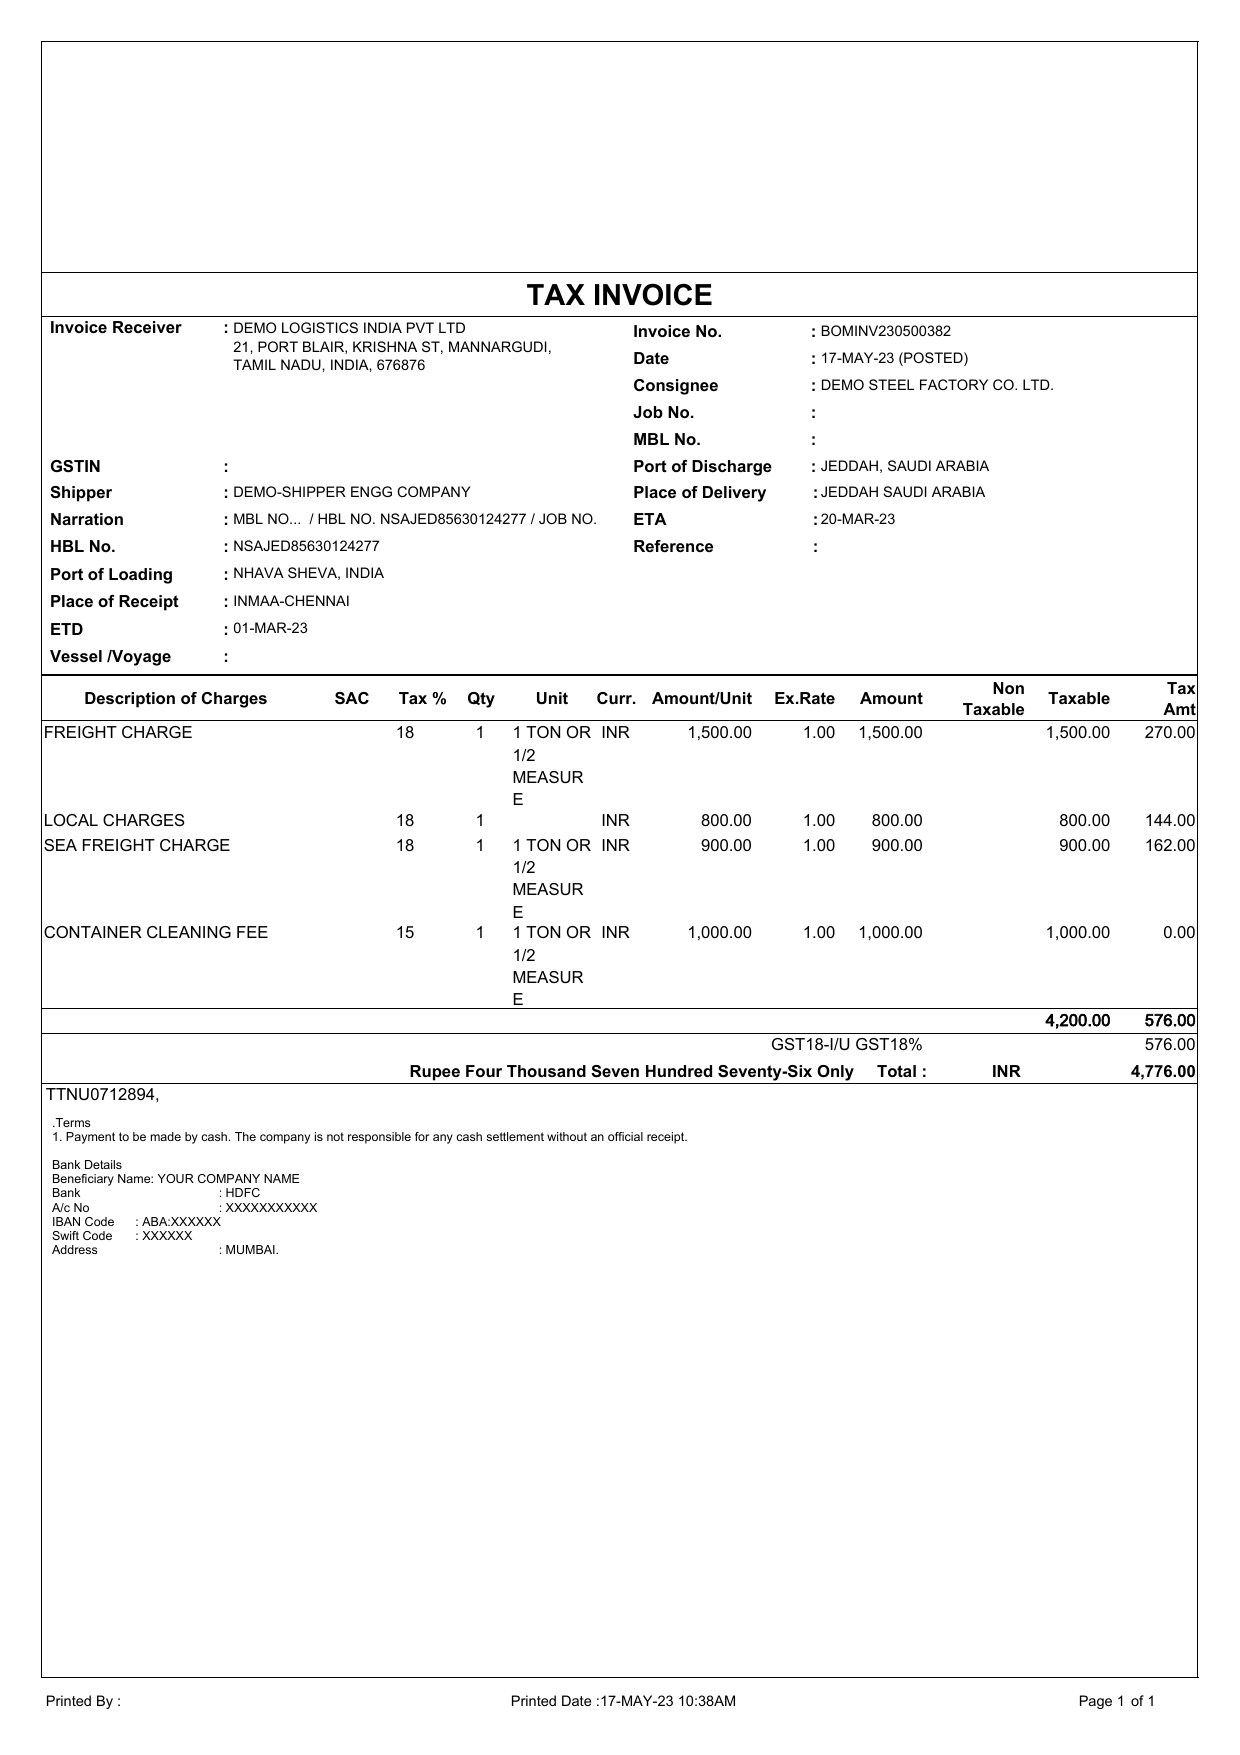 TAX INVOICE
Invoice Receiver : DEMO LOGISTICS INDIA PVT LTD
21, PORT BLAIR, KRISHNA ST, MANNARGUDI,
TAMIL NADU, INDIA, 676876
Invoice No. : BOMINV230500382
Date : 17-MAY-23 (POSTED)
Consignee : DEMO STEEL FACTORY CO. LTD.
Job No. :
MBL No. :
GSTIN : Port of Discharge : JEDDAH, SAUDI ARABIA
Shipper : DEMO-SHIPPER ENGG COMPANY Place of Delivery : JEDDAH SAUDI ARABIA
Narration : MBL NO... / HBL NO. NSAJED85630124277 / JOB NO. ETA : 20-MAR-23
HBL No. : NSAJED85630124277 Reference :
Port of Loading : NHAVA SHEVA, INDIA
Place of Receipt : INMAA-CHENNAI
ETD : 01-MAR-23
Vessel /Voyage :
Description of Charges SAC Tax % Qty Unit Curr. Amount/Unit Ex.Rate Amount Non Taxable Taxable Tax Amt
FREIGHT CHARGE 18 1 1 TON OR INR 1,500.00 1.00 1,500.00 1,500.00 270.00
1/2
MEASUR
E
LOCAL CHARGES 18 1 INR 800.00 1.00 800.00 800.00 144.00
SEA FREIGHT CHARGE 18 1 1 TON OR INR 900.00 1.00 900.00 900.00 162.00
1/2
MEASUR
E
CONTAINER CLEANING FEE 15 1 1 TON OR INR 1,000.00 1.00 1,000.00 1,000.00 0.00
1/2
MEASUR
E
4,200.00 576.00
GST18-I/U GST18% 576.00
Rupee Four Thousand Seven Hundred Seventy-Six Only Total : INR 4,776.00
TTNU0712894,
.Terms
1. Payment to be made by cash. The company is not responsible for any cash settlement without an official receipt.
Bank Details
Beneficiary Name: YOUR COMPANY NAME
Bank : HDFC
A/c No : XXXXXXXXXXX
IBAN Code : ABA:XXXXXX
Swift Code : XXXXXX
Address : MUMBAI.
Printed By : Printed Date :17-MAY-23 10:38AM Page 1 of 1